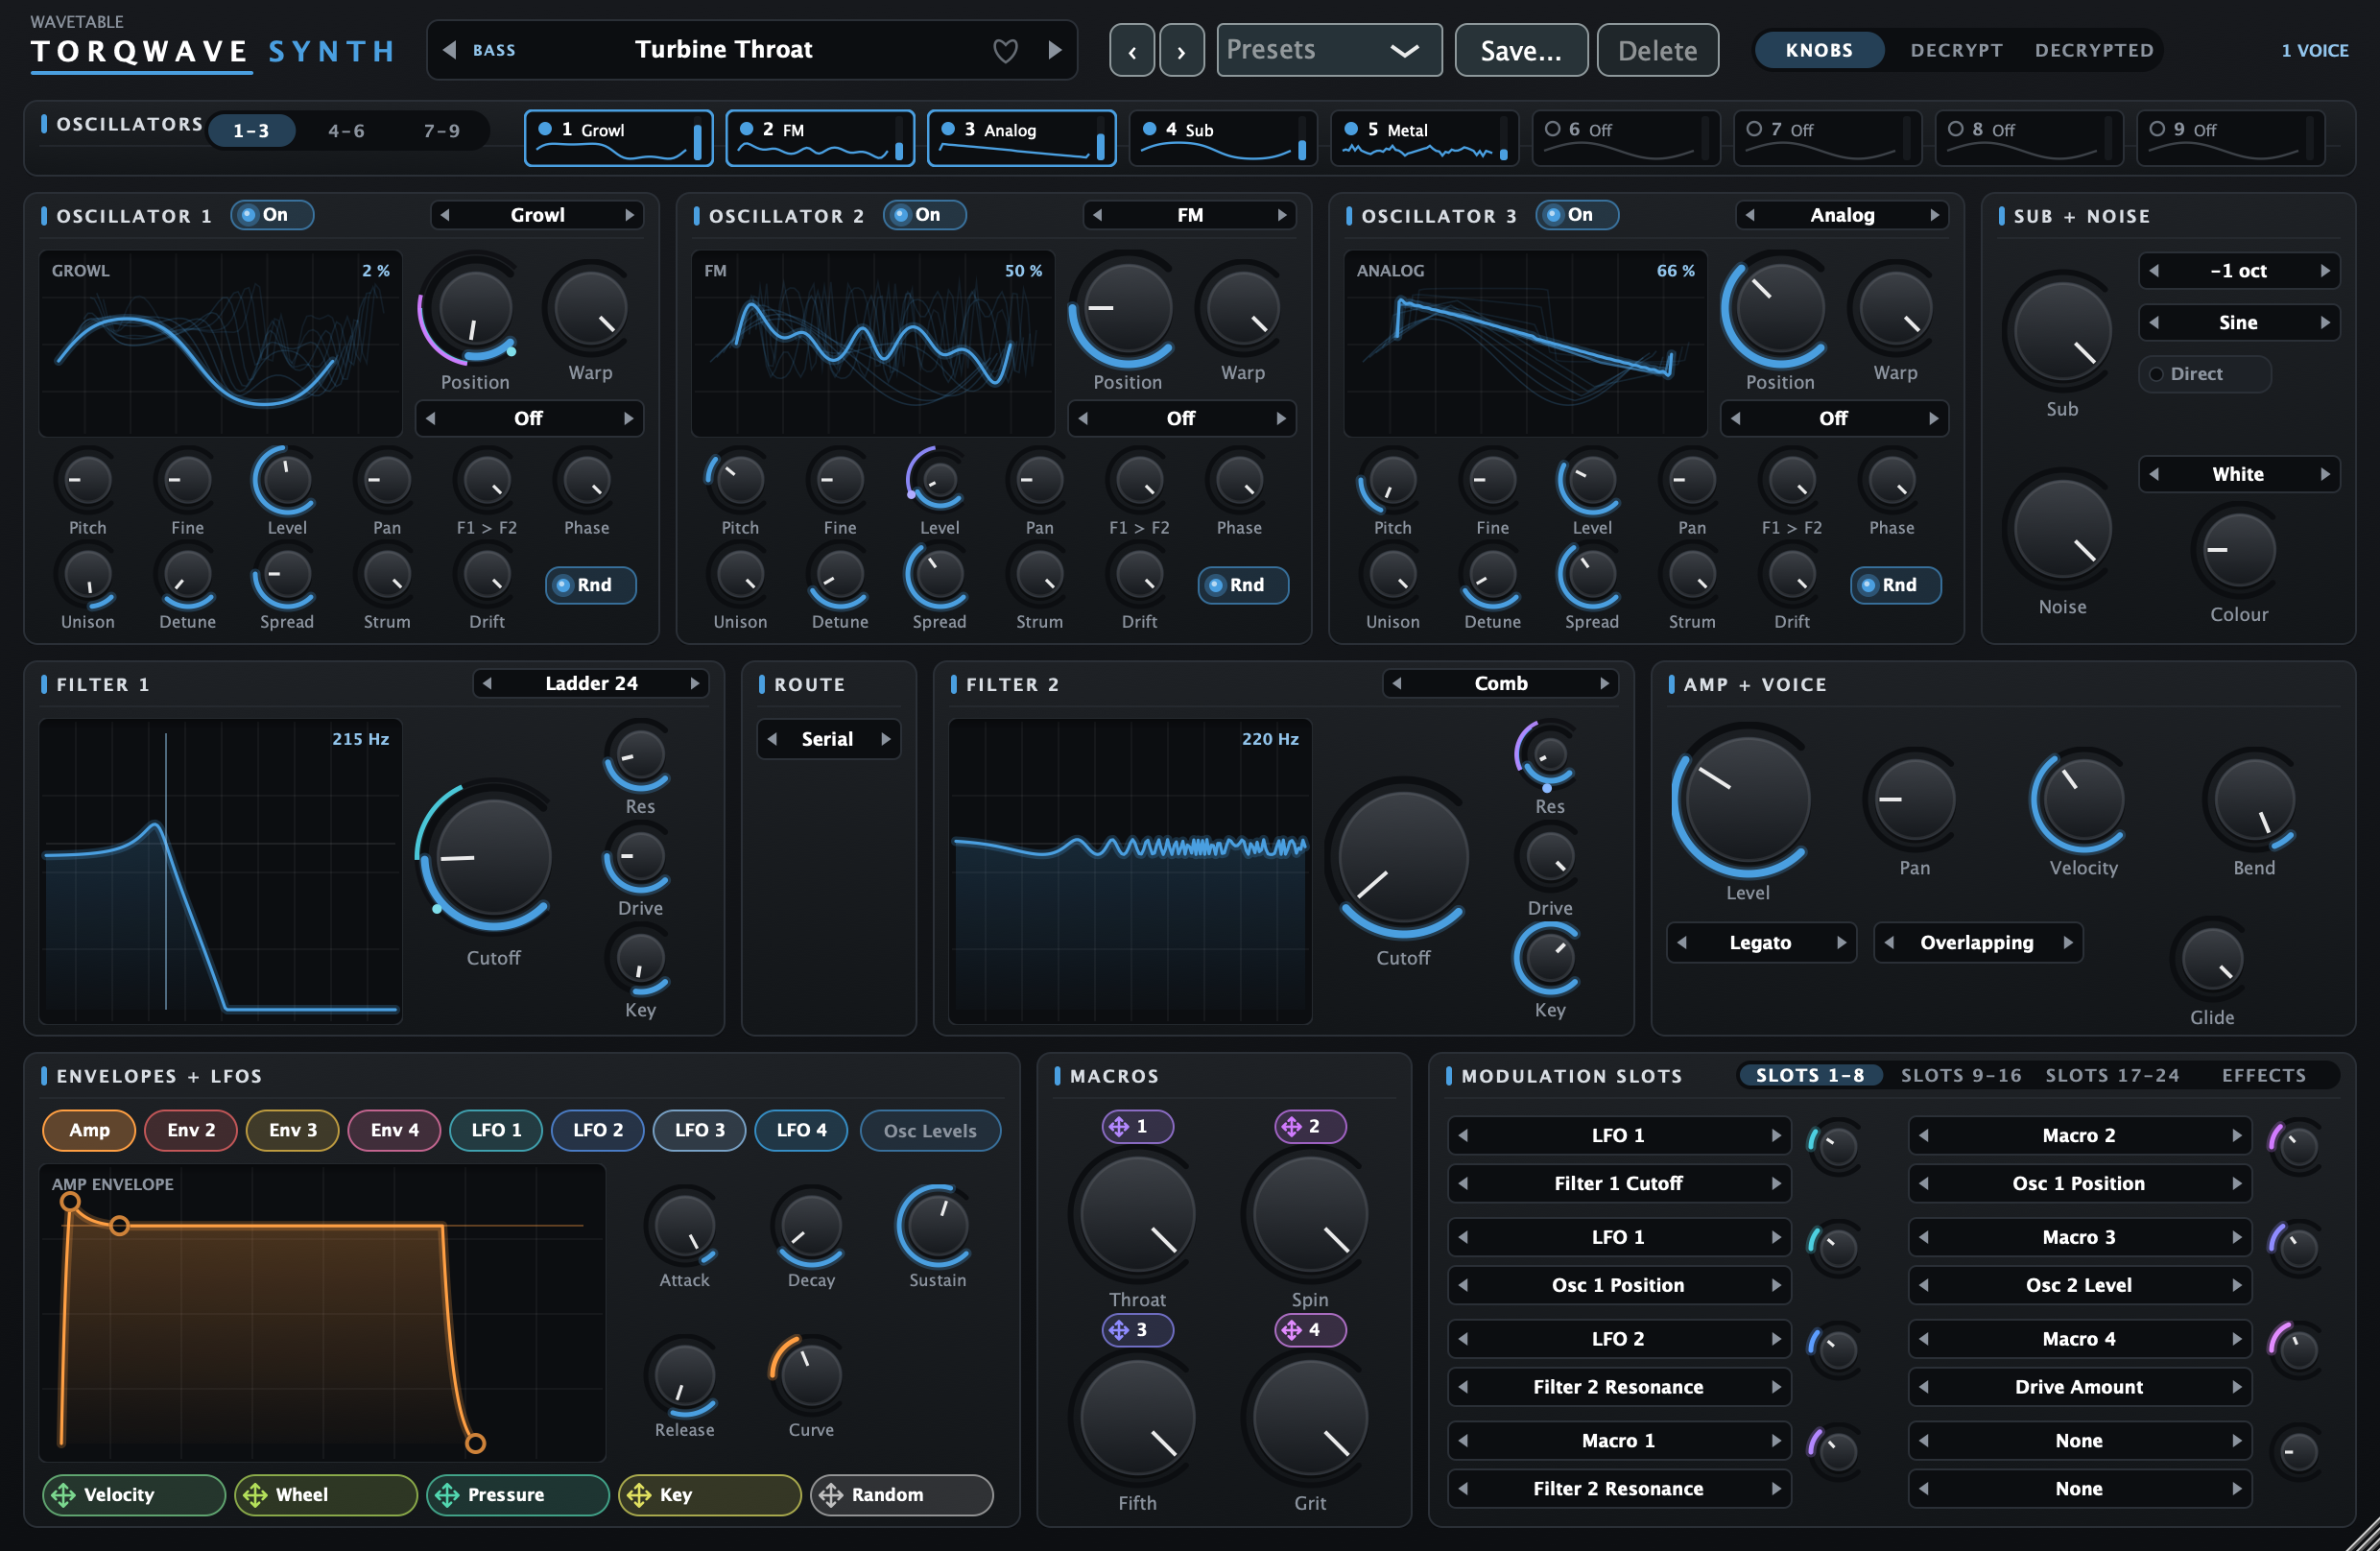 WAVETABLE
TORQWAVE SYNTH
BASS Turbine Throat
‹ › Presets Save... Delete
KNOBS DECRYPT DECRYPTED 1 VOICE
OSCILLATORS 1-3 4-6 7-9
1 Growl 2 FM 3 Analog 4 Sub 5 Metal 6 Off 7 Off 8 Off 9 Off
OSCILLATOR 1 On Growl
GROWL 2 %
Position Warp
Off
Pitch Fine Level Pan F1 > F2 Phase
Unison Detune Spread Strum Drift Rnd
OSCILLATOR 2 On FM
FM 50 %
Position Warp
Off
Pitch Fine Level Pan F1 > F2 Phase
Unison Detune Spread Strum Drift Rnd
OSCILLATOR 3 On Analog
ANALOG 66 %
Position Warp
Off
Pitch Fine Level Pan F1 > F2 Phase
Unison Detune Spread Strum Drift Rnd
SUB + NOISE
-1 oct
Sine
Direct
Sub
White
Noise
Colour
FILTER 1 Ladder 24
215 Hz
Res
Drive
Cutoff
Key
ROUTE
Serial
FILTER 2 Comb
220 Hz
Res
Drive
Cutoff
Key
AMP + VOICE
Level Pan Velocity Bend
Legato Overlapping
Glide
ENVELOPES + LFOS
Amp Env 2 Env 3 Env 4 LFO 1 LFO 2 LFO 3 LFO 4 Osc Levels
AMP ENVELOPE
Attack Decay Sustain
Release Curve
Velocity Wheel Pressure Key Random
MACROS
1 2
Throat Spin
3 4
Fifth Grit
MODULATION SLOTS SLOTS 1-8 SLOTS 9-16 SLOTS 17-24 EFFECTS
LFO 1 Macro 2
Filter 1 Cutoff Osc 1 Position
LFO 1 Macro 3
Osc 1 Position Osc 2 Level
LFO 2 Macro 4
Filter 2 Resonance Drive Amount
Macro 1 None
Filter 2 Resonance None